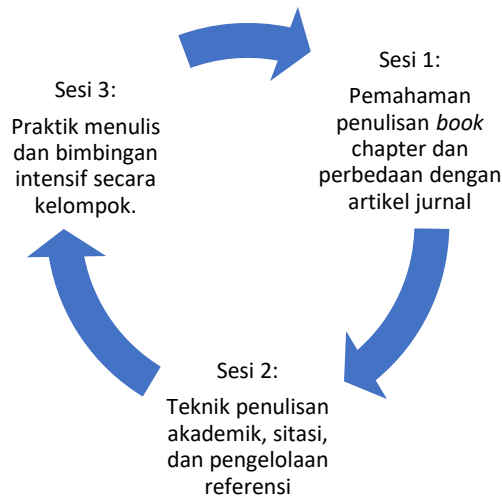 Sesi 1:
Pemahaman
penulisan book
chapter dan
perbedaan dengan
artikel jurnal
Sesi 2:
Teknik penulisan
akademik, sitasi,
dan pengelolaan
referensi
Sesi 3:
Praktik menulis
dan bimbingan
intensif secara
kelompok.